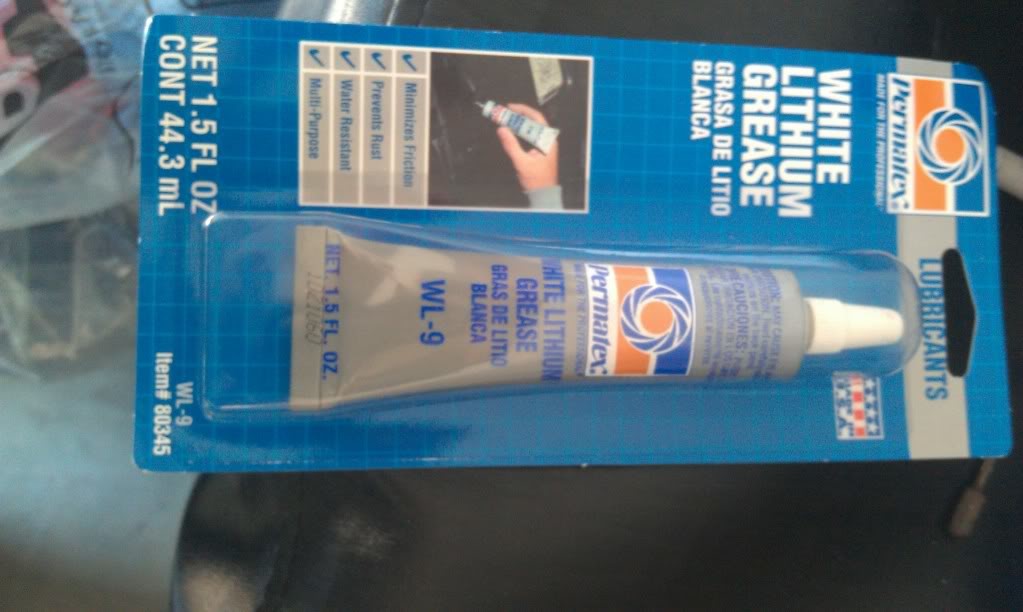 Permatex®
MADE FOR THE PROFESSIONAL™
LUBRICANTS
WHITE
LITHIUM
GREASE
GRASA DE LITIO
BLANCA
U.S.A.
✓ Minimizes Friction
✓ Prevents Rust
✓ Water Resistant
✓ Multi-Purpose
NET 1.5 FL OZ
CONT 44.3 mL
WL-9
Item# 80345
PRECAUCIONES:
Permatex
WHITE LITHIUM
GREASE
GRAS DE LITIO
BLANCA
WL-9
NET. 1.5 FL. OZ.